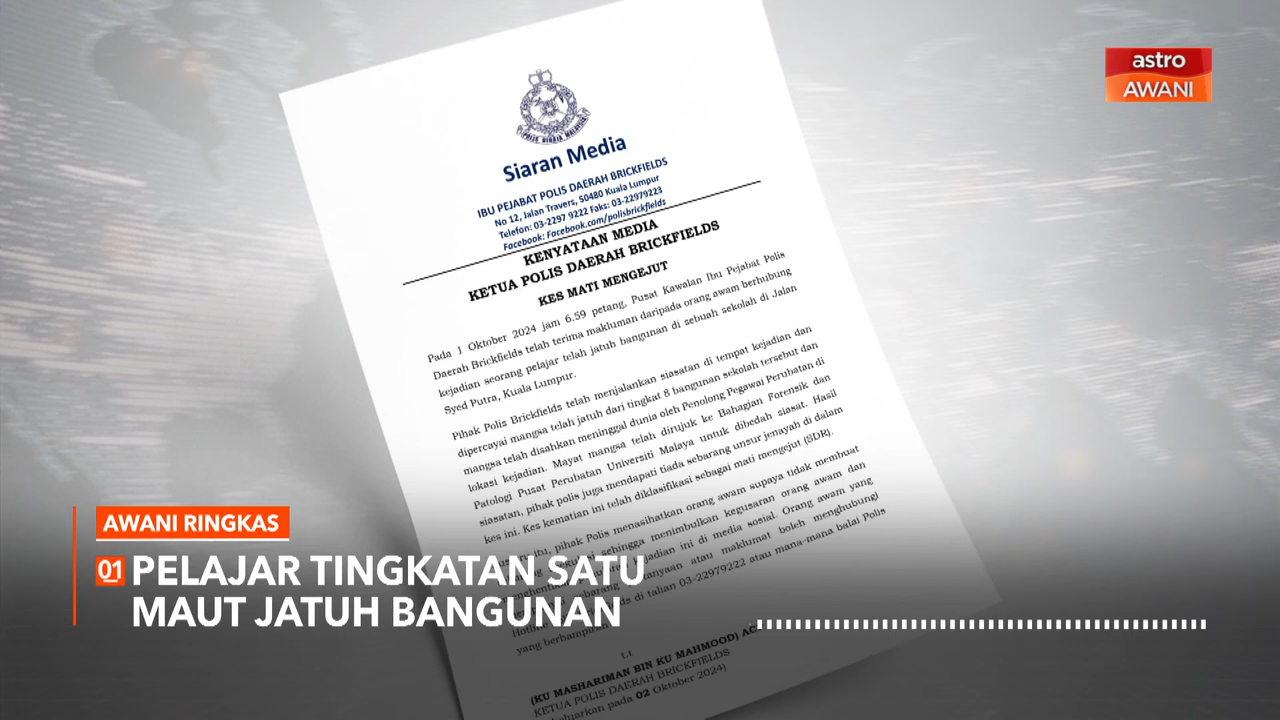 astro
AWANI
POLIS DIRAJA MALAYSIA
Siaran Media
IBU PEJABAT POLIS DAERAH BRICKFIELDS
No 12, Jalan Travers, 50480 Kuala Lumpur
Telefon: 03-2297 9222 Faks: 03-22979223
Facebook: Facebook.com/polisbrickfields
KENYATAAN MEDIA
KETUA POLIS DAERAH BRICKFIELDS
KES MATI MENGEJUT
Pada 1 Oktober 2024 jam 6.59 petang, Pusat Kawalan Ibu Pejabat Polis
Daerah Brickfields telah terima makluman daripada orang awam berhubung
kejadian seorang pelajar telah jatuh bangunan di sebuah sekolah di Jalan
Syed Putra, Kuala Lumpur.
Pihak Polis Brickfields telah menjalankan siasatan di tempat kejadian dan
dipercayai mangsa telah jatuh dari tingkat 8 bangunan sekolah tersebut dan
mangsa telah disahkan meninggal dunia oleh Penolong Pegawai Perubatan di
lokasi kejadian. Mayat mangsa telah dirujuk ke Bahagian Forensik dan
Patologi Pusat Perubatan Universiti Malaya untuk dibedah siasat. Hasil
siasatan, pihak polis juga mendapati tiada sebarang unsur jenayah di dalam
kes ini. Kes kematian ini telah diklasifikasi sebagai mati mengejut (SDR).
itu, pihak Polis menasihatkan orang awam supaya tidak membuat
sehingga menimbulkan kegusaran orang awam dan
kejadian ini di media sosial. Orang awam yang
sebarang atau maklumat boleh menghubungi
di talian 03-22979222 atau mana-mana balai Polis
yang berhampiran
t.t
(KU MASHARIMAN BIN KU MAHMOOD)
KETUA POLIS DAERAH BRICKFIELDS
pada 02 Oktober 2024)
AWANI RINGKAS
01 PELAJAR TINGKATAN SATU
MAUT JATUH BANGUNAN